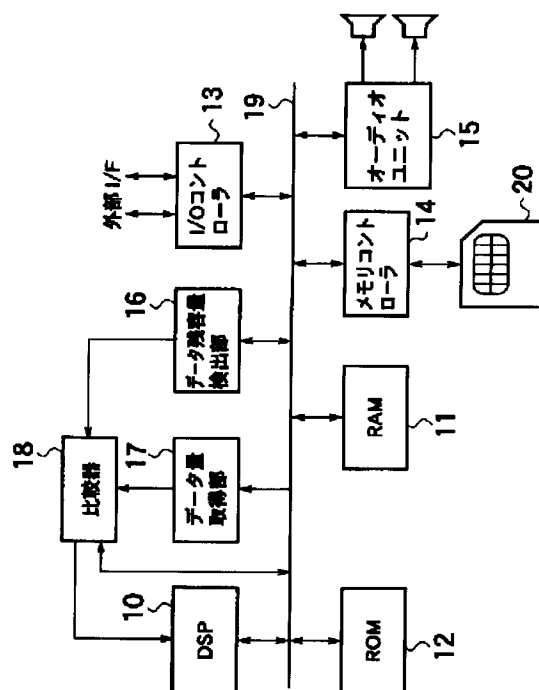 18
比較器
10
DSP
17
データ量
取得部
16
データ残容量
検出部
外部 I/F
13
I/Oコント
ローラ
19
ROM
12
RAM
11
メモリコント
ローラ
14
オーディオ
ユニット
15
20